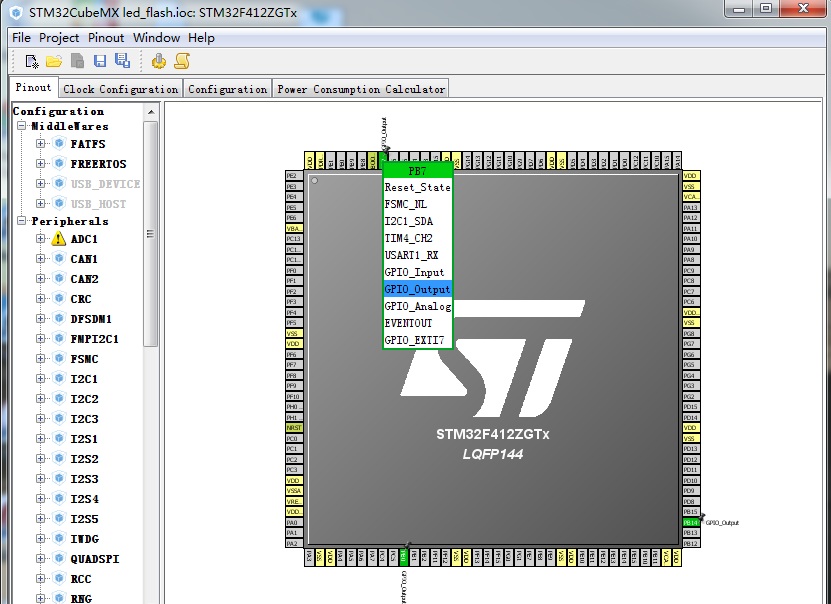 STM32CubeMX led_flash.ioc: STM32F412ZGTx
File Project Pinout Window Help
Pinout Clock Configuration Configuration Power Consumption Calculator
Configuration
MiddleWares
FATFS
FREERTOS
USB_DEVICE
USB_HOST
Peripherals
ADC1
CAN1
CAN2
CRC
DFSDM1
FMPI2C1
FSMC
I2C1
I2C2
I2C3
I2S1
I2S2
I2S3
I2S4
I2S5
IWDG
QUADSPI
RCC
RNG
GPIO_Output
PB7
Reset_State
FSMC_NL
I2C1_SDA
TIM4_CH2
USART1_RX
GPIO_Input
GPIO_Output
GPIO_Analog
EVENTOUT
GPIO_EXTI7
PE2
PE3
PE4
PE5
PE6
VBA...
PC13
PC1...
PC1...
PF0
PF1
PF2
PF3
PF4
PF5
VSS
VDD
PF6
PF7
PF8
PF9
PF10
PH0...
PH1...
NRST
PC0
PC1
PC2
PC3
VDD
VSSA
VRE...
VDD...
PA0
PA1
PA2
ST
STM32F412ZGTx
LQFP144
VDD
VSS
VCA...
PA13
PA12
PA11
PA10
PA9
PA8
PC9
PC8
PC7
PC6
VDD...
VSS
PG8
PG7
PG6
PG5
PG4
PG3
PG2
PD15
PD14
VDD
VSS
PD13
PD12
PD11
PD10
PD9
PD8
PB15
PB14 GPIO_Output
PB13
PB12
GPIO_Output